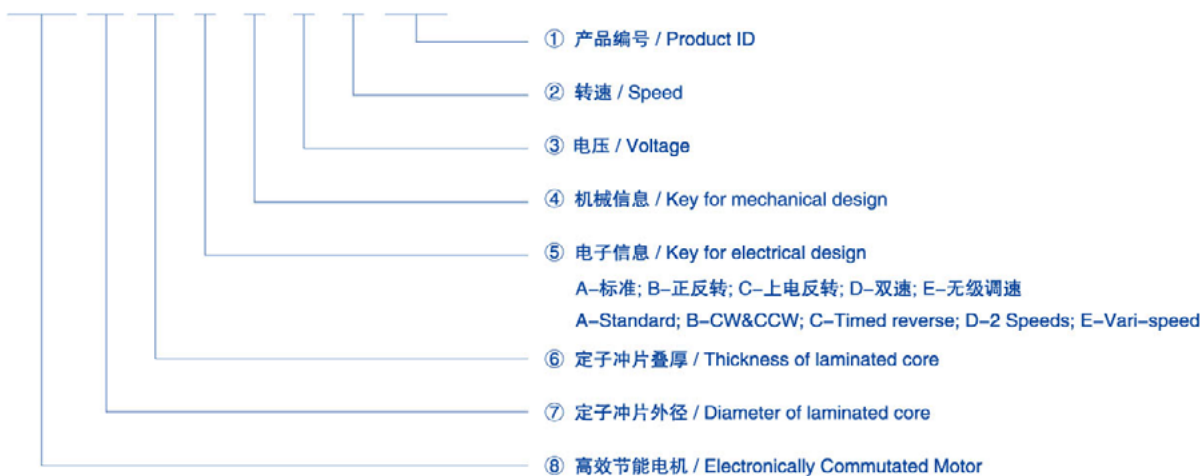 ① 产品编号 / Product ID
② 转速 / Speed
③ 电压 / Voltage
④ 机械信息 / Key for mechanical design
⑤ 电子信息 / Key for electrical design
A-标准; B-正反转; C-上电反转; D-双速; E-无级调速
A-Standard; B-CW&CCW; C-Timed reverse; D-2 Speeds; E-Vari-speed
⑥ 定子冲片叠厚 / Thickness of laminated core
⑦ 定子冲片外径 / Diameter of laminated core
⑧ 高效节能电机 / Electronically Commutated Motor